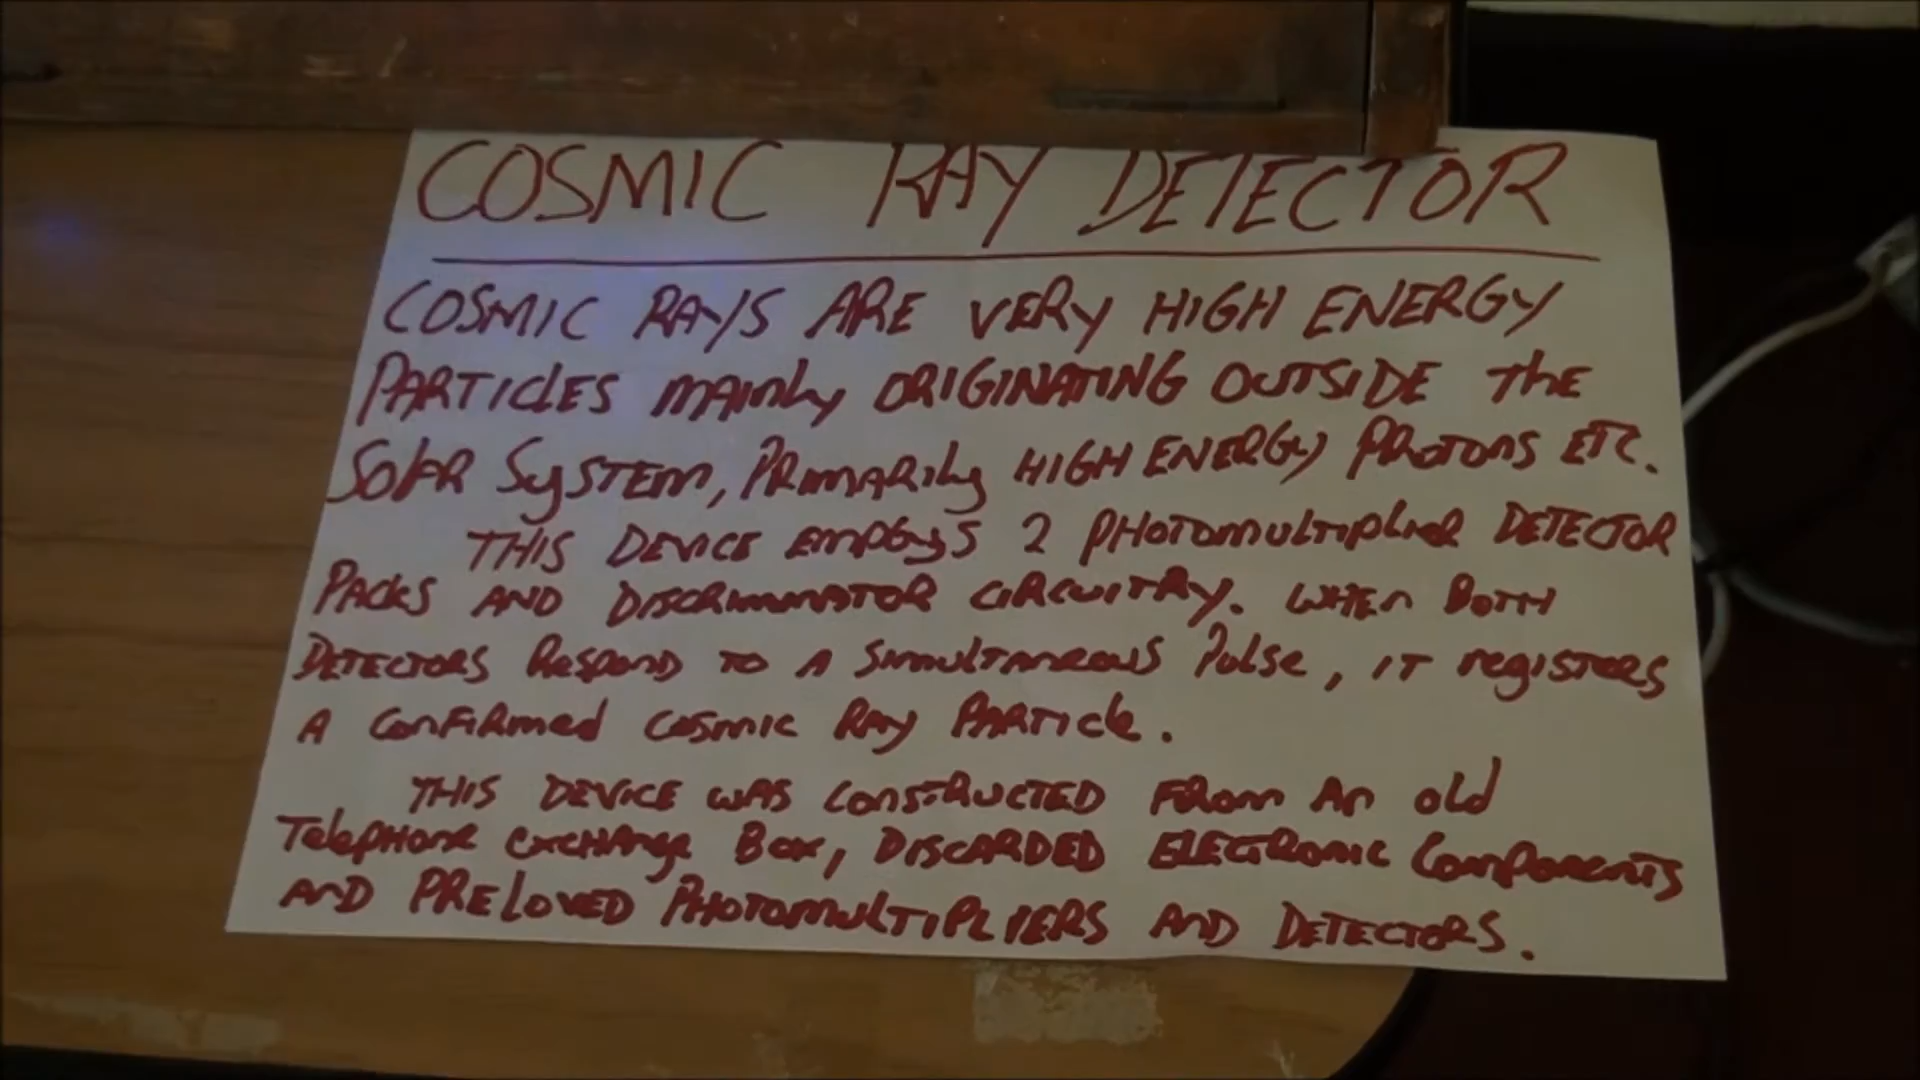 COSMIC RAY DETECTOR
COSMIC RAYS ARE VERY HIGH ENERGY
PARTICLES MAINLY ORIGINATING OUTSIDE THE
SOLAR SYSTEM, PRIMARILY HIGH ENERGY PROTONS ETC.
THIS DEVICE EMPLOYS 2 PHOTOMULTIPLIER DETECTOR
PACKS AND DISCRIMINATOR CIRCUITRY. WHEN BOTH
DETECTORS RESPOND TO A SIMULTANEOUS PULSE, IT REGISTERS
A CONFIRMED COSMIC RAY PARTICLE.
THIS DEVICE WAS CONSTRUCTED FROM AN OLD
TELEPHONE EXCHANGE BOX, DISCARDED ELECTRONIC COMPONENTS
AND PRELOVED PHOTOMULTIPLIERS AND DETECTORS.